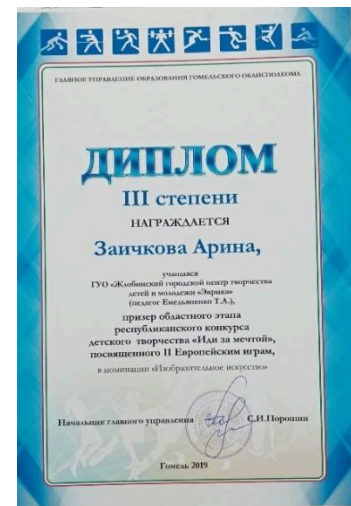 ГЛАВНОЕ УПРАВЛЕНИЕ ОБРАЗОВАНИЯ ГОМЕЛЬСКОГО ОБЛИСПОЛКОМА
ДИПЛОМ
III степени
НАГРАЖДАЕТСЯ
Заичкова Арина,
учащаяся
ГУО «Жлобинский городской центр творчества
детей и молодежи «Эврика»
(педагог Емельяненко Т.А.),
призер областного этапа
республиканского конкурса
детского творчества «Иди за мечтой»,
посвященного II Европейским играм,
в номинации «Изобразительное искусство»
Начальник главного управления С.И.Порошин
Гомель 2019